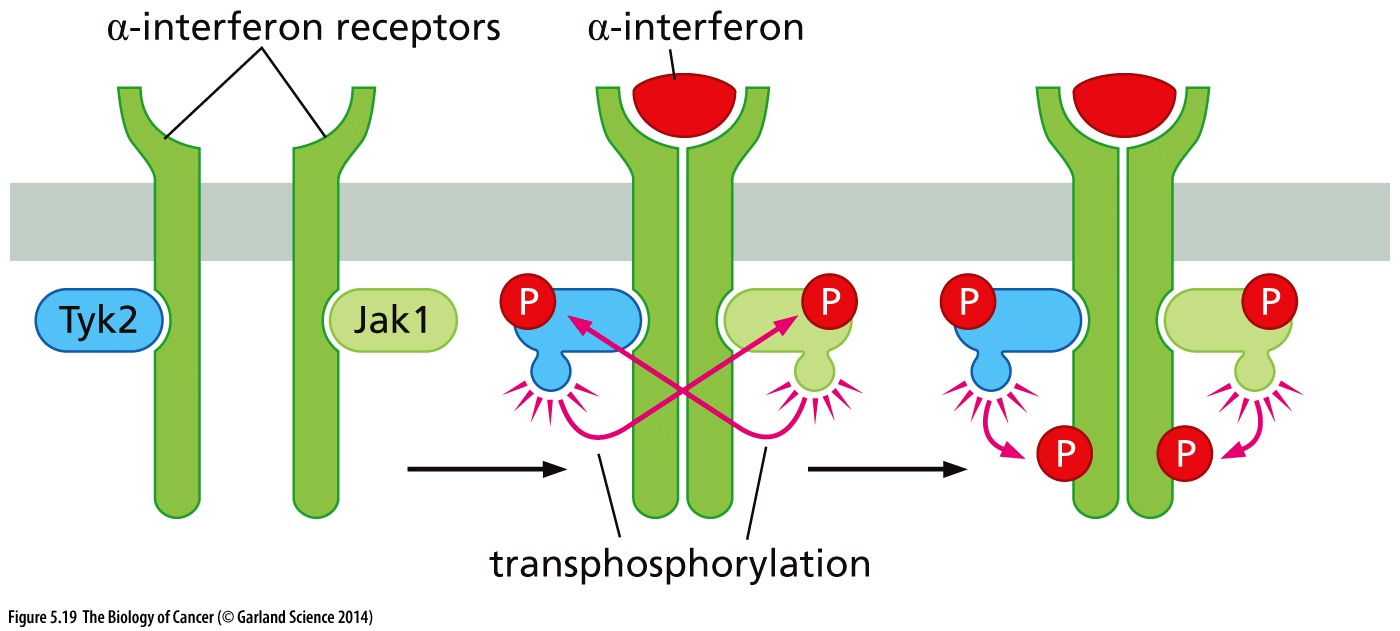 α-interferon receptors
α-interferon
Tyk2
Jak1
P
P
P
P
P
P
transphosphorylation
Figure 5.19 The Biology of Cancer (© Garland Science 2014)